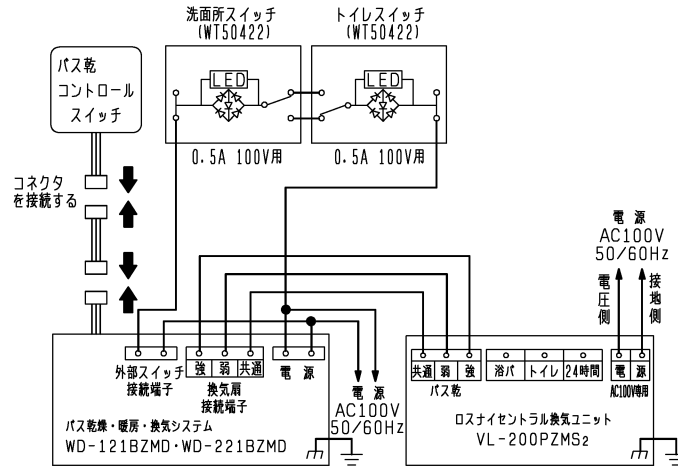 洗面所スイッチ
(WT50422)
トイレスイッチ
(WT50422)
LED
LED
0.5A 100V用
0.5A 100V用
バス乾
コントロール
スイッチ
コネクタ
を接続する
電 源
AC100V
50/60Hz
電圧側
接地側
外部スイッチ
接続端子
強 弱 共通
換気扇
接続端子
電 源
電 源
AC100V
50/60Hz
バス乾燥・暖房・換気システム
WD-121BZMD・WD-221BZMD
共通 弱 強
バス乾
浴バ トイレ 24時間
電 源
AC100V専用
ロスナイセントラル換気ユニット
VL-200PZMS2